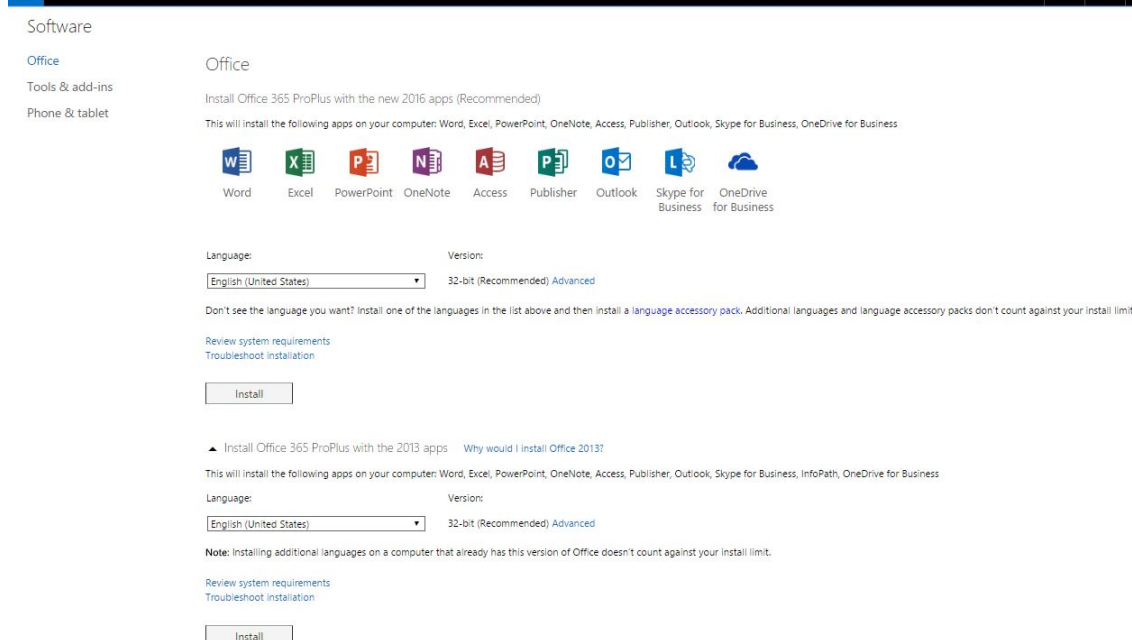 Software
Office
Tools & add-ins
Phone & tablet
Office
Install Office 365 ProPlus with the new 2016 apps (Recommended)
This will install the following apps on your computer: Word, Excel, PowerPoint, OneNote, Access, Publisher, Outlook, Skype for Business, OneDrive for Business
Word Excel PowerPoint OneNote Access Publisher Outlook Skype for Business OneDrive for Business
Language: Version:
English (United States) 32-bit (Recommended) Advanced
Don't see the language you want? Install one of the languages in the list above and then install a language accessory pack. Additional languages and language accessory packs don't count against your install limit
Review system requirements
Troubleshoot installation
Install
Install Office 365 ProPlus with the 2013 apps Why would I install Office 2013?
This will install the following apps on your computer: Word, Excel, PowerPoint, OneNote, Access, Publisher, Outlook, Skype for Business, InfoPath, OneDrive for Business
Language: Version:
English (United States) 32-bit (Recommended) Advanced
Note: Installing additional languages on a computer that already has this version of Office doesn't count against your install limit.
Review system requirements
Troubleshoot installation
Install